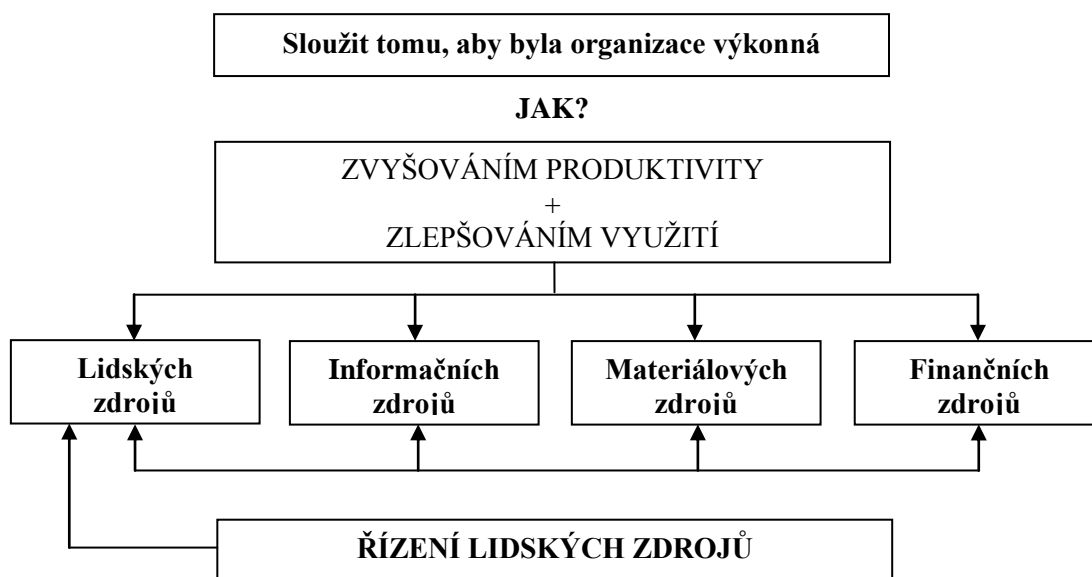 Sloužit tomu, aby byla organizace výkonná
JAK?
ZVYŠOVÁNÍM PRODUKTIVITY
+
ZLEPŠOVÁNÍM VYUŽITÍ
Lidských
zdrojů
Informačních
zdrojů
Materiálových
zdrojů
Finančních
zdrojů
ŘÍZENÍ LIDSKÝCH ZDROJŮ